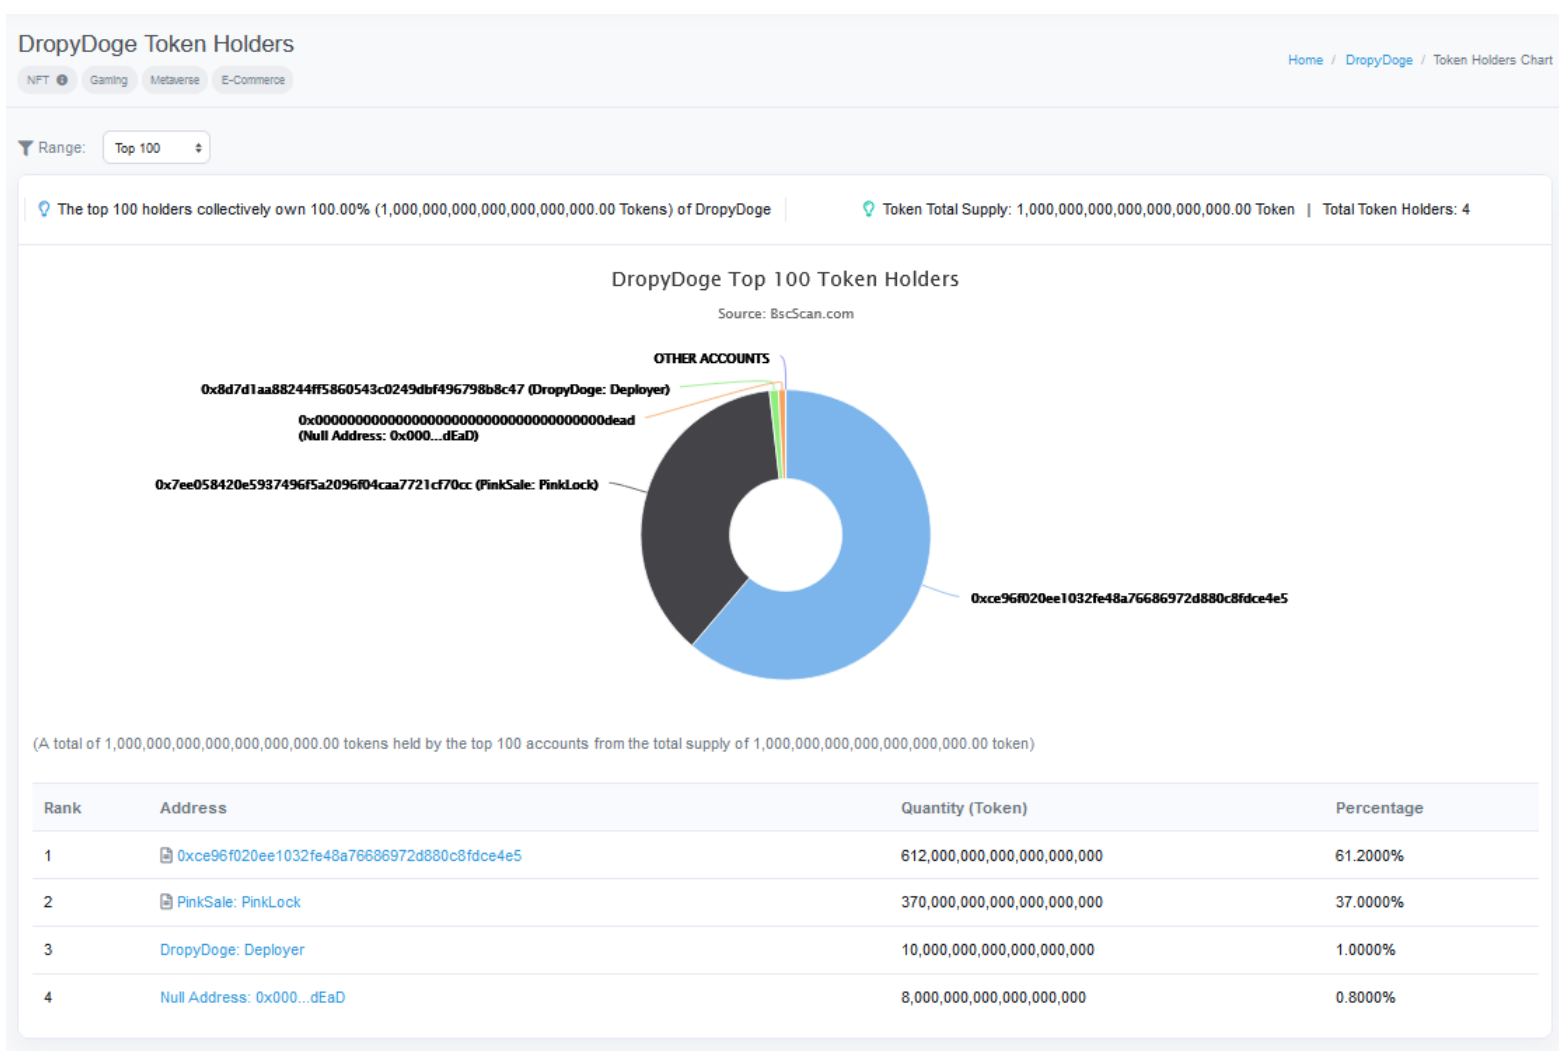 DropyDoge Token Holders
NFT Gaming Metaverse E-Commerce
Home / DropyDoge / Token Holders Chart
Range: Top 100
The top 100 holders collectively own 100.00% (1,000,000,000,000,000,000,000.00 Tokens) of DropyDoge
Token Total Supply: 1,000,000,000,000,000,000,000.00 Token | Total Token Holders: 4
DropyDoge Top 100 Token Holders
Source: BscScan.com
OTHER ACCOUNTS
0x8d7d1aa88244ff5860543c0249dbf496798b8c47 (DropyDoge: Deployer)
0x000000000000000000000000000000000000dead
(Null Address: 0x000...dEaD)
0x7ee058420e5937496f5a2096f04caa7721cf70cc (PinkSale: PinkLock)
0xce96f020ee1032fe48a76686972d880c8fdce4e5
(A total of 1,000,000,000,000,000,000,000.00 tokens held by the top 100 accounts from the total supply of 1,000,000,000,000,000,000,000.00 token)
Rank Address Quantity (Token) Percentage
1 0xce96f020ee1032fe48a76686972d880c8fdce4e5 612,000,000,000,000,000,000 61.2000%
2 PinkSale: PinkLock 370,000,000,000,000,000,000 37.0000%
3 DropyDoge: Deployer 10,000,000,000,000,000,000 1.0000%
4 Null Address: 0x000...dEaD 8,000,000,000,000,000,000 0.8000%